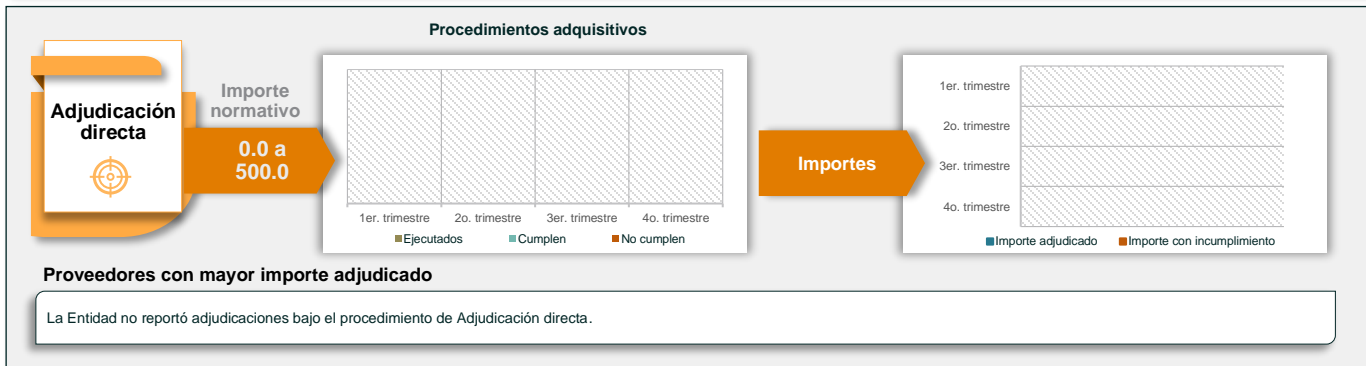 Procedimientos adquisitivos
Adjudicación
directa
Importe
normativo
0.0 a
500.0
1er. trimestre 2o. trimestre 3er. trimestre 4o. trimestre
Ejecutados Cumplen No cumplen
Importes
1er. trimestre
2o. trimestre
3er. trimestre
4o. trimestre
Importe adjudicado Importe con incumplimiento
Proveedores con mayor importe adjudicado
La Entidad no reportó adjudicaciones bajo el procedimiento de Adjudicación directa.